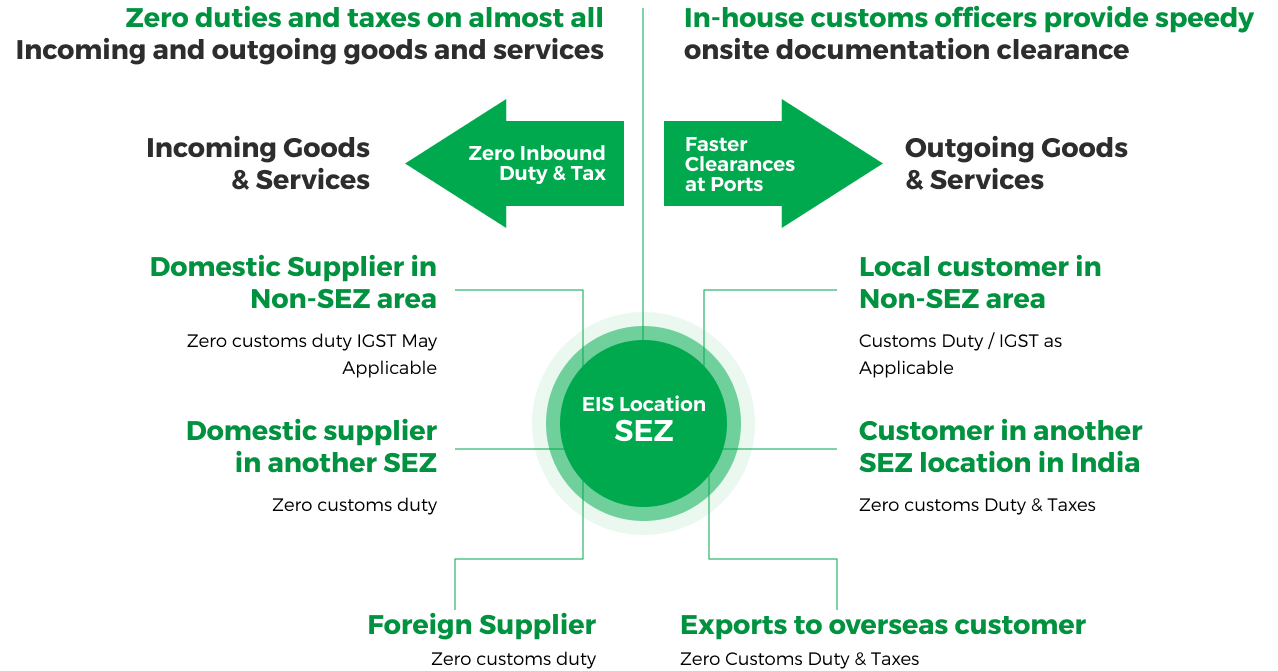 Zero duties and taxes on almost all
Incoming and outgoing goods and services
In-house customs officers provide speedy
onsite documentation clearance
Incoming Goods
& Services
Zero Inbound
Duty & Tax
Faster
Clearances
at Ports
Outgoing Goods
& Services
Domestic Supplier in
Non-SEZ area
Zero customs duty IGST May
Applicable
Local customer in
Non-SEZ area
Customs Duty / IGST as
Applicable
EIS Location
SEZ
Domestic supplier
in another SEZ
Zero customs duty
Customer in another
SEZ location in India
Zero customs Duty & Taxes
Foreign Supplier
Zero customs duty
Exports to overseas customer
Zero Customs Duty & Taxes